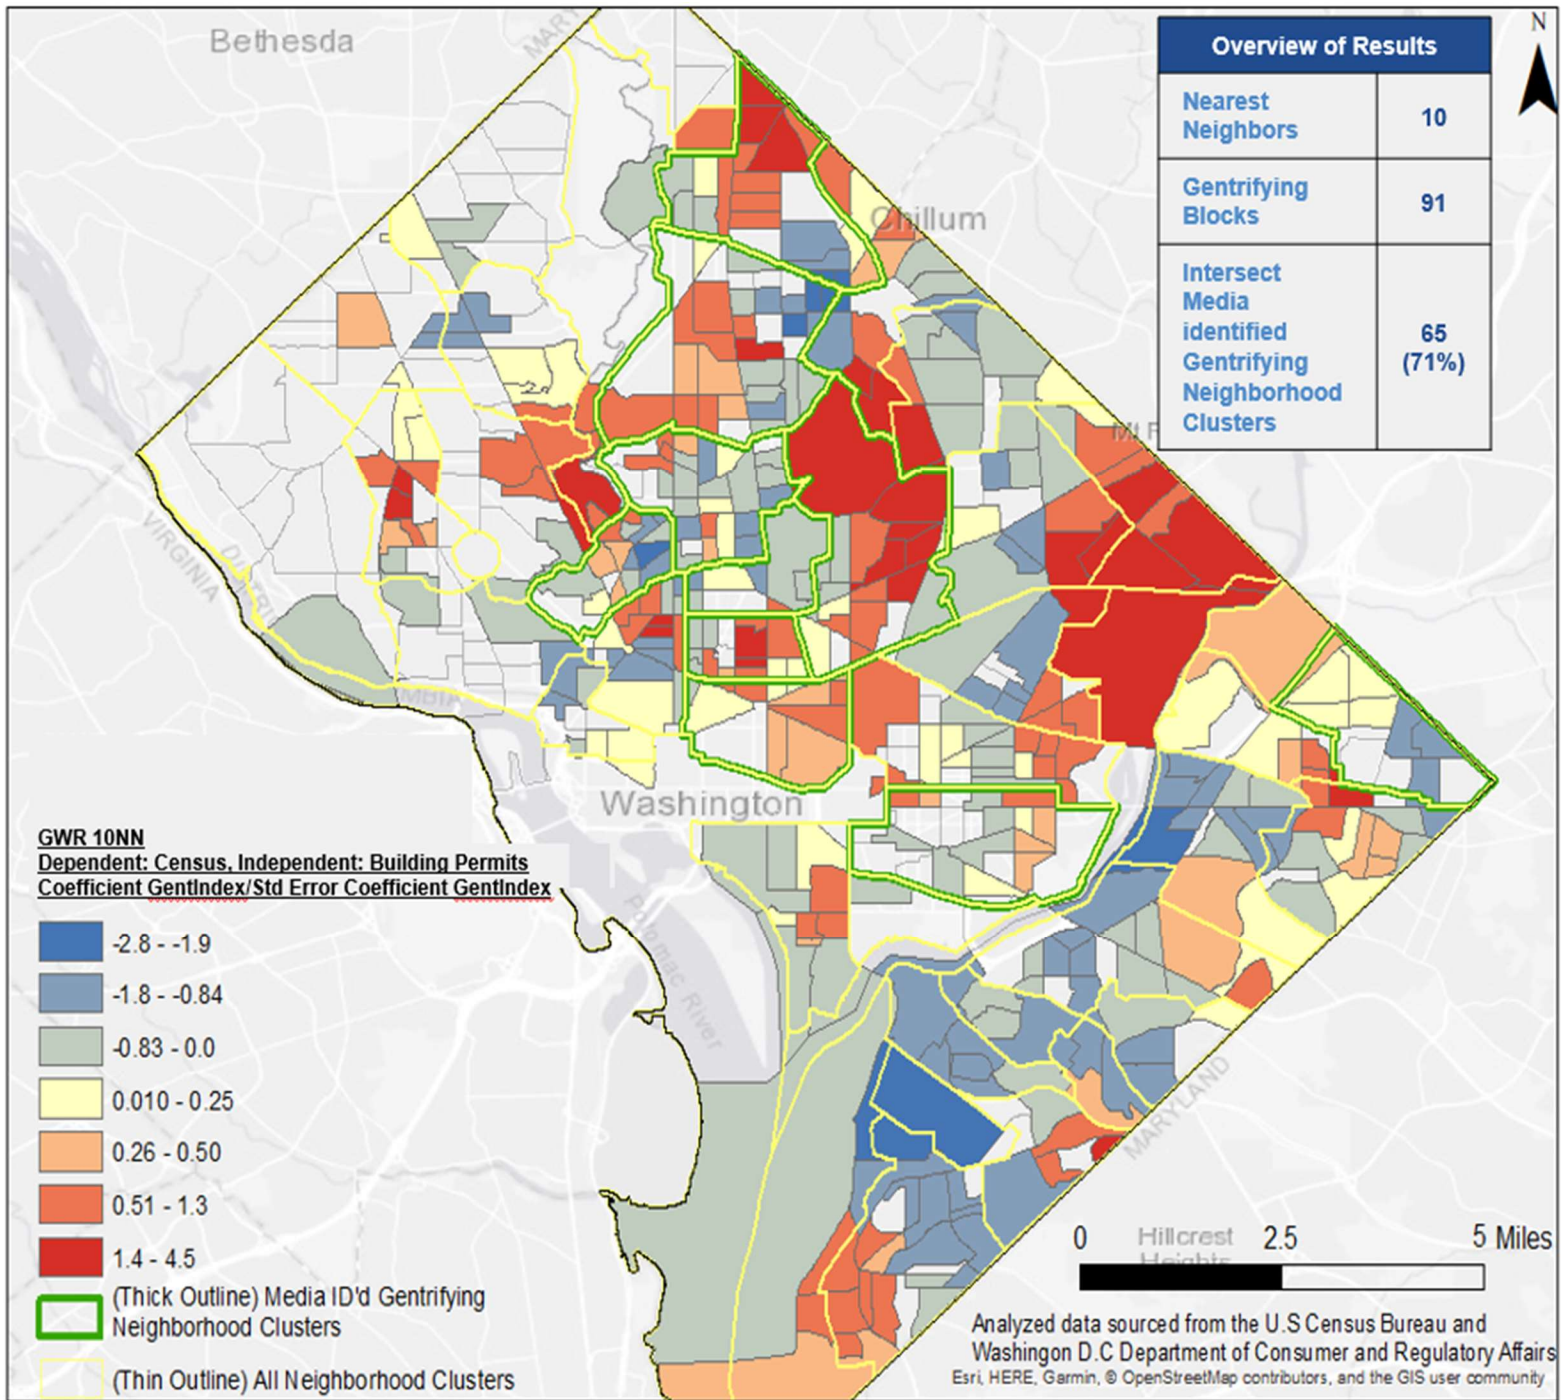 Bethesda
MARY
N
Overview of Results
Nearest
Neighbors
10
Gentrifying
Blocks
91
Intersect
Media
identified
Gentrifying
Neighborhood
Clusters
65
(71%)
Chillum
Mt R
VIRGINIA
DISTRI
MBIA
Washington
Potomac River
MARYLAND
GWR 10NN
Dependent: Census, Independent: Building Permits
Coefficient GentIndex/Std Error Coefficient GentIndex
-2.8 - -1.9
-1.8 - -0.84
-0.83 - 0.0
0.010 - 0.25
0.26 - 0.50
0.51 - 1.3
1.4 - 4.5
(Thick Outline) Media ID'd Gentrifying
Neighborhood Clusters
(Thin Outline) All Neighborhood Clusters
Hillcrest
Heights
0 2.5 5 Miles
Analyzed data sourced from the U.S Census Bureau and
Washingon D.C Department of Consumer and Regulatory Affairs
Esri, HERE, Garmin, © OpenStreetMap contributors, and the GIS user community